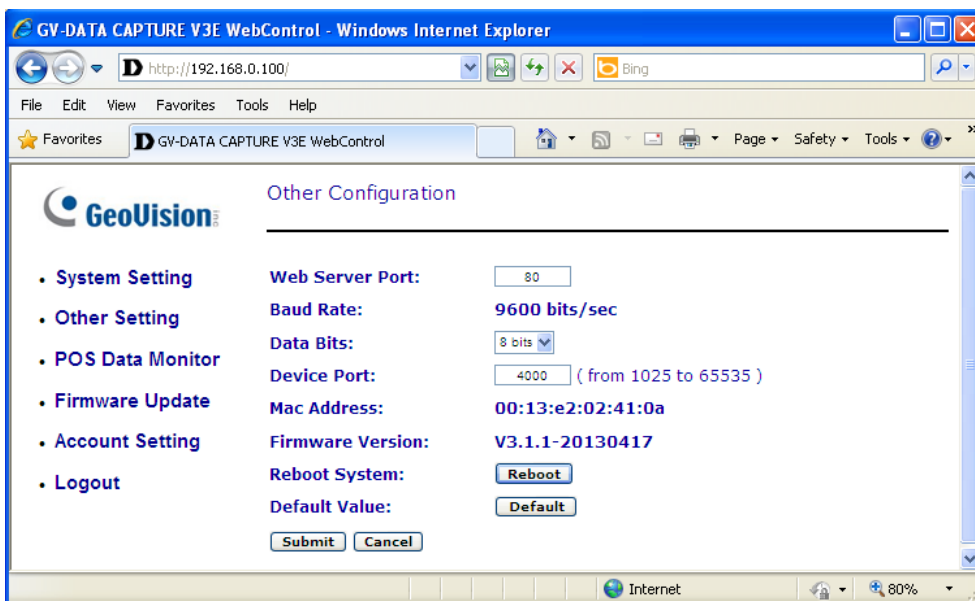 GV-DATA CAPTURE V3E WebControl - Windows Internet Explorer
D http://192.168.0.100/ Bing
File Edit View Favorites Tools Help
Favorites D GV-DATA CAPTURE V3E WebControl Page Safety Tools ? »
GeoVision INC
Other Configuration
• System Setting
• Other Setting
• POS Data Monitor
• Firmware Update
• Account Setting
• Logout
Web Server Port: 80
Baud Rate: 9600 bits/sec
Data Bits: 8 bits
Device Port: 4000 ( from 1025 to 65535 )
Mac Address: 00:13:e2:02:41:0a
Firmware Version: V3.1.1-20130417
Reboot System: Reboot
Default Value: Default
Submit Cancel
Internet 80%